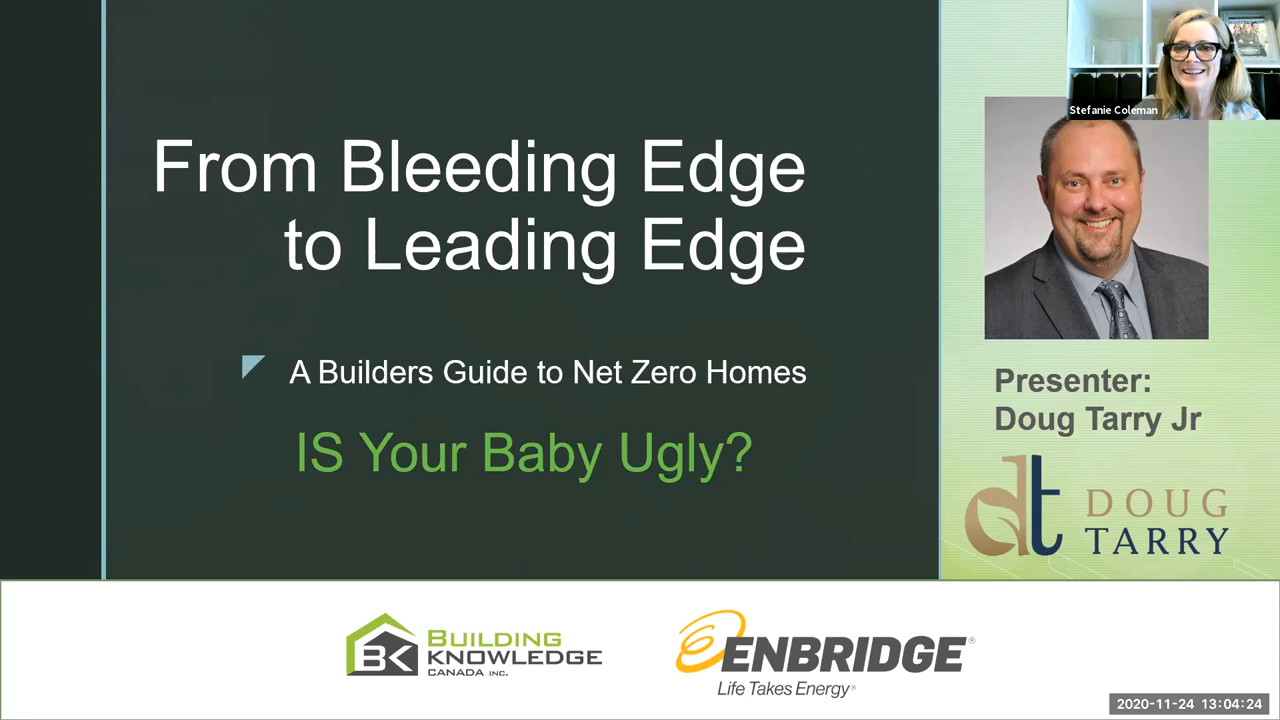 Stefanie Coleman
From Bleeding Edge
to Leading Edge
A Builders Guide to Net Zero Homes
IS Your Baby Ugly?
Presenter:
Doug Tarry Jr
dt
DOUG
TARRY
BK
BUILDING
KNOWLEDGE
CANADA INC.
ENBRIDGE®
Life Takes Energy®
2020-11-24 13:04:24